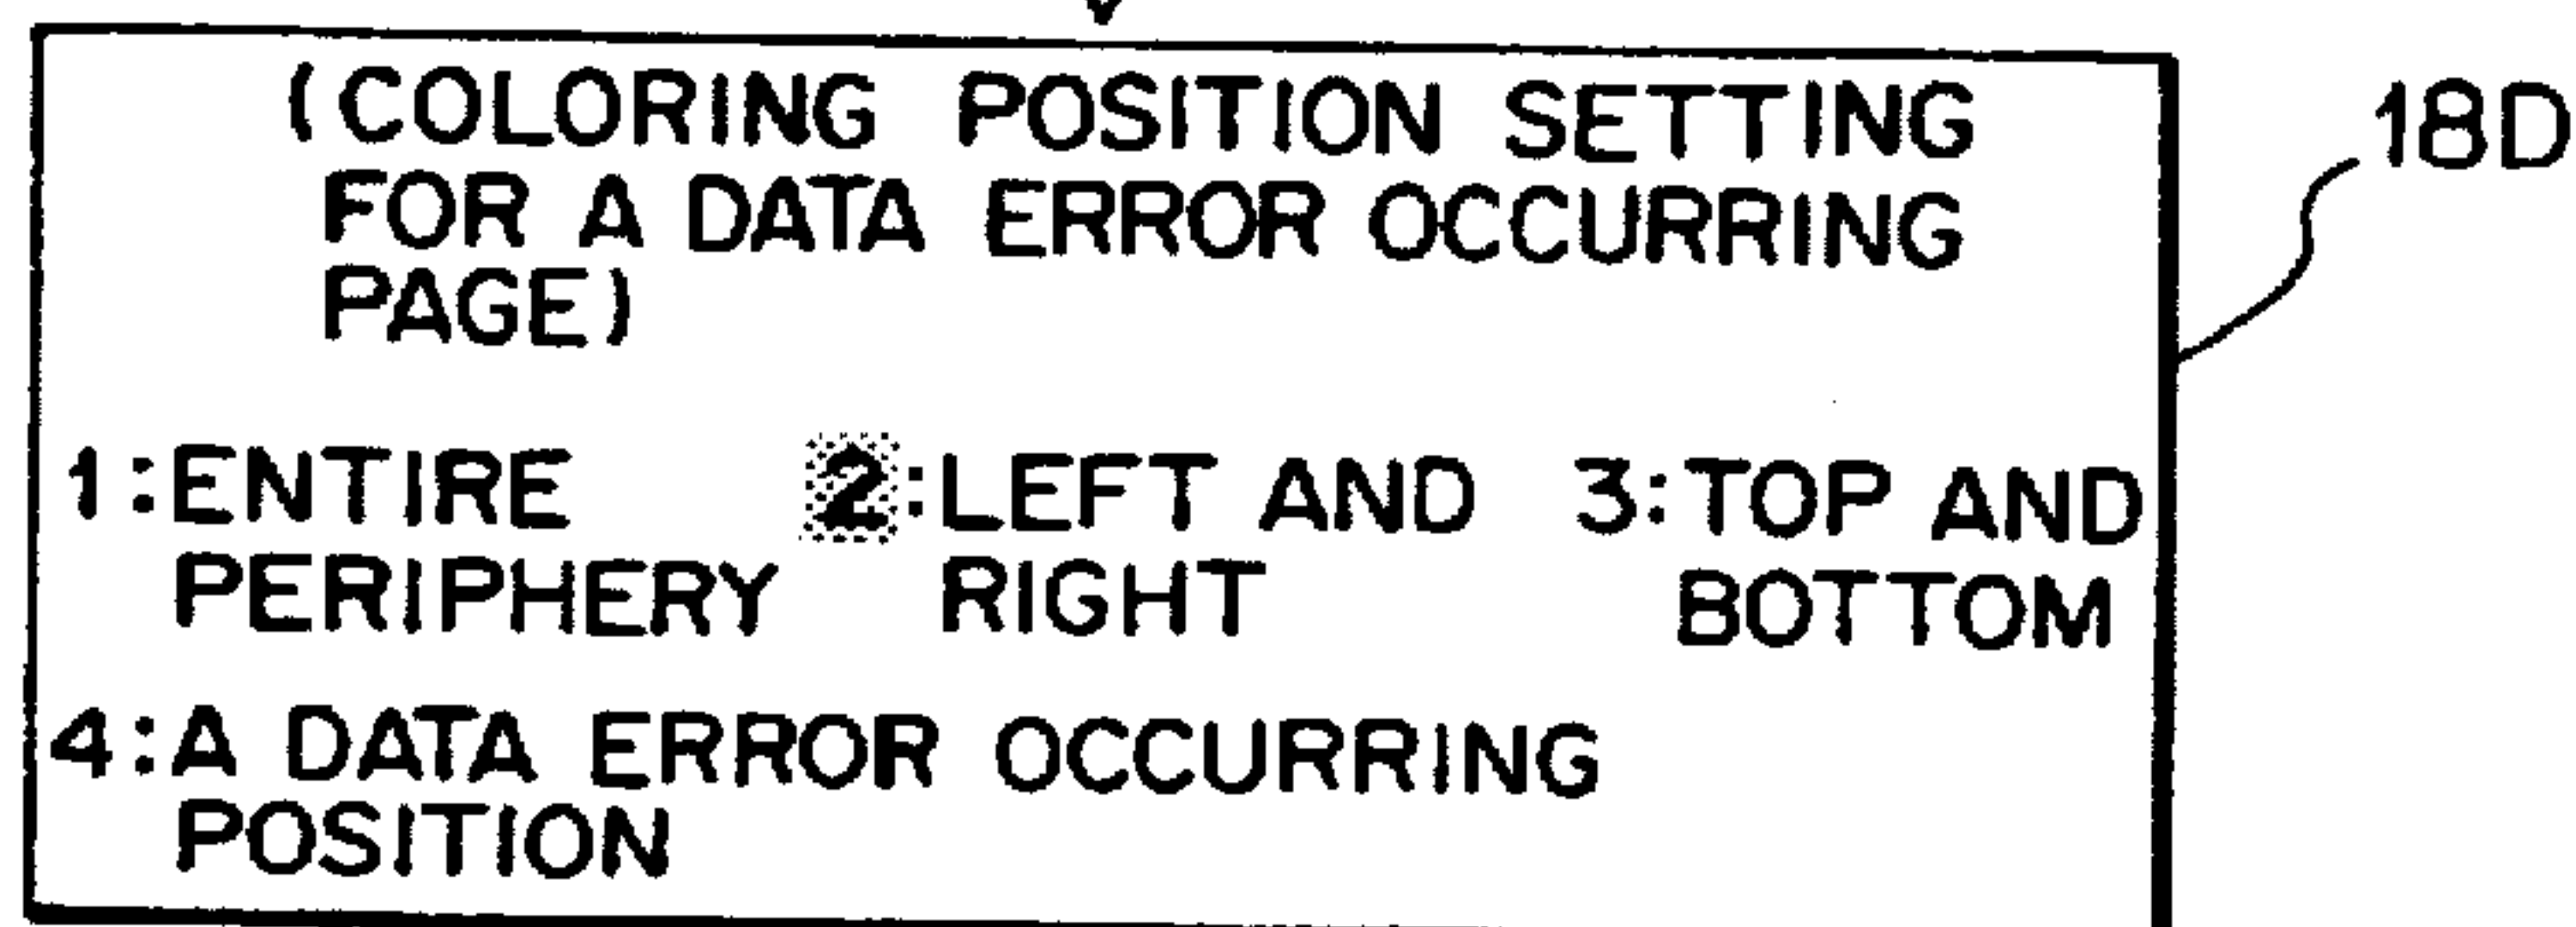 (COLORING POSITION SETTING
FOR A DATA ERROR OCCURRING
PAGE)
18D
1:ENTIRE 2:LEFT AND 3:TOP AND
PERIPHERY RIGHT BOTTOM
4:A DATA ERROR OCCURRING
POSITION